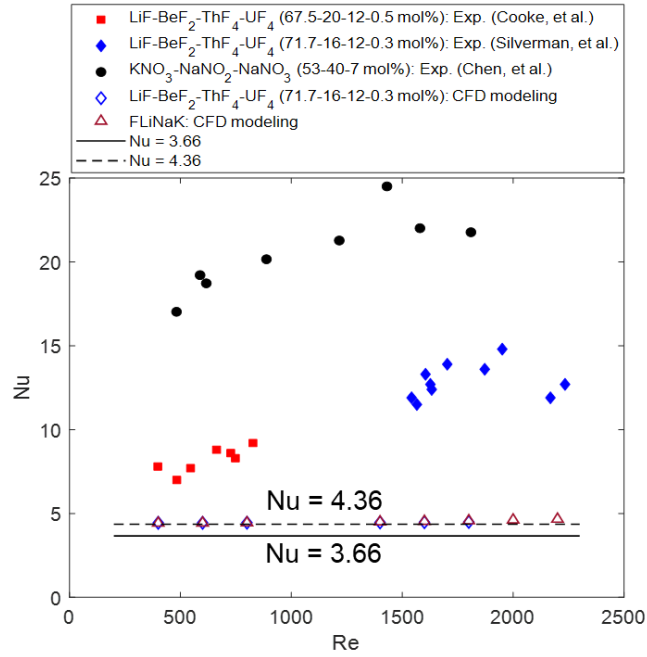 LiF-BeF₂-ThF₄-UF₄ (67.5-20-12-0.5 mol%): Exp. (Cooke, et al.)
LiF-BeF₂-ThF₄-UF₄ (71.7-16-12-0.3 mol%): Exp. (Silverman, et al.)
KNO₃-NaNO₂-NaNO₃ (53-40-7 mol%): Exp. (Chen, et al.)
LiF-BeF₂-ThF₄-UF₄ (71.7-16-12-0.3 mol%): CFD modeling
FLiNaK: CFD modeling
Nu = 3.66
Nu = 4.36
25
20
15
10
5
0
Nu
Nu = 4.36
Nu = 3.66
0
500
1000
1500
2000
2500
Re